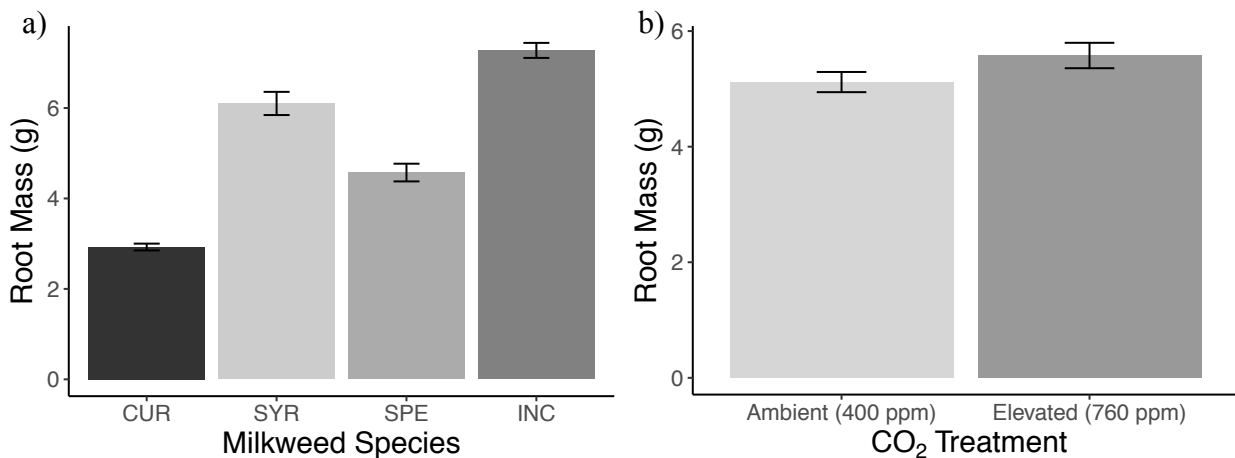 a)
Root Mass (g)
6
4
2
0
CUR SYR SPE INC
Milkweed Species
b)
Root Mass (g)
6
4
2
0
Ambient (400 ppm) Elevated (760 ppm)
CO₂ Treatment